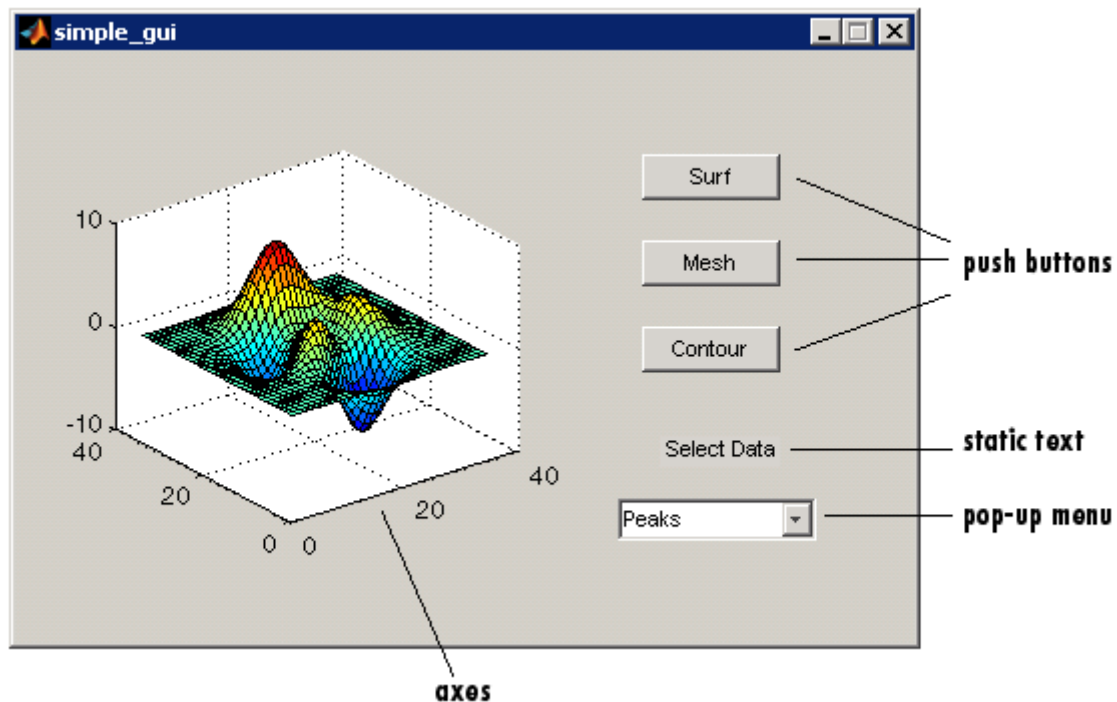 simple_gui
Surf
Mesh
Contour
push buttons
Select Data
static text
Peaks
pop-up menu
10
0
-10
40
20
0
0
20
40
axes